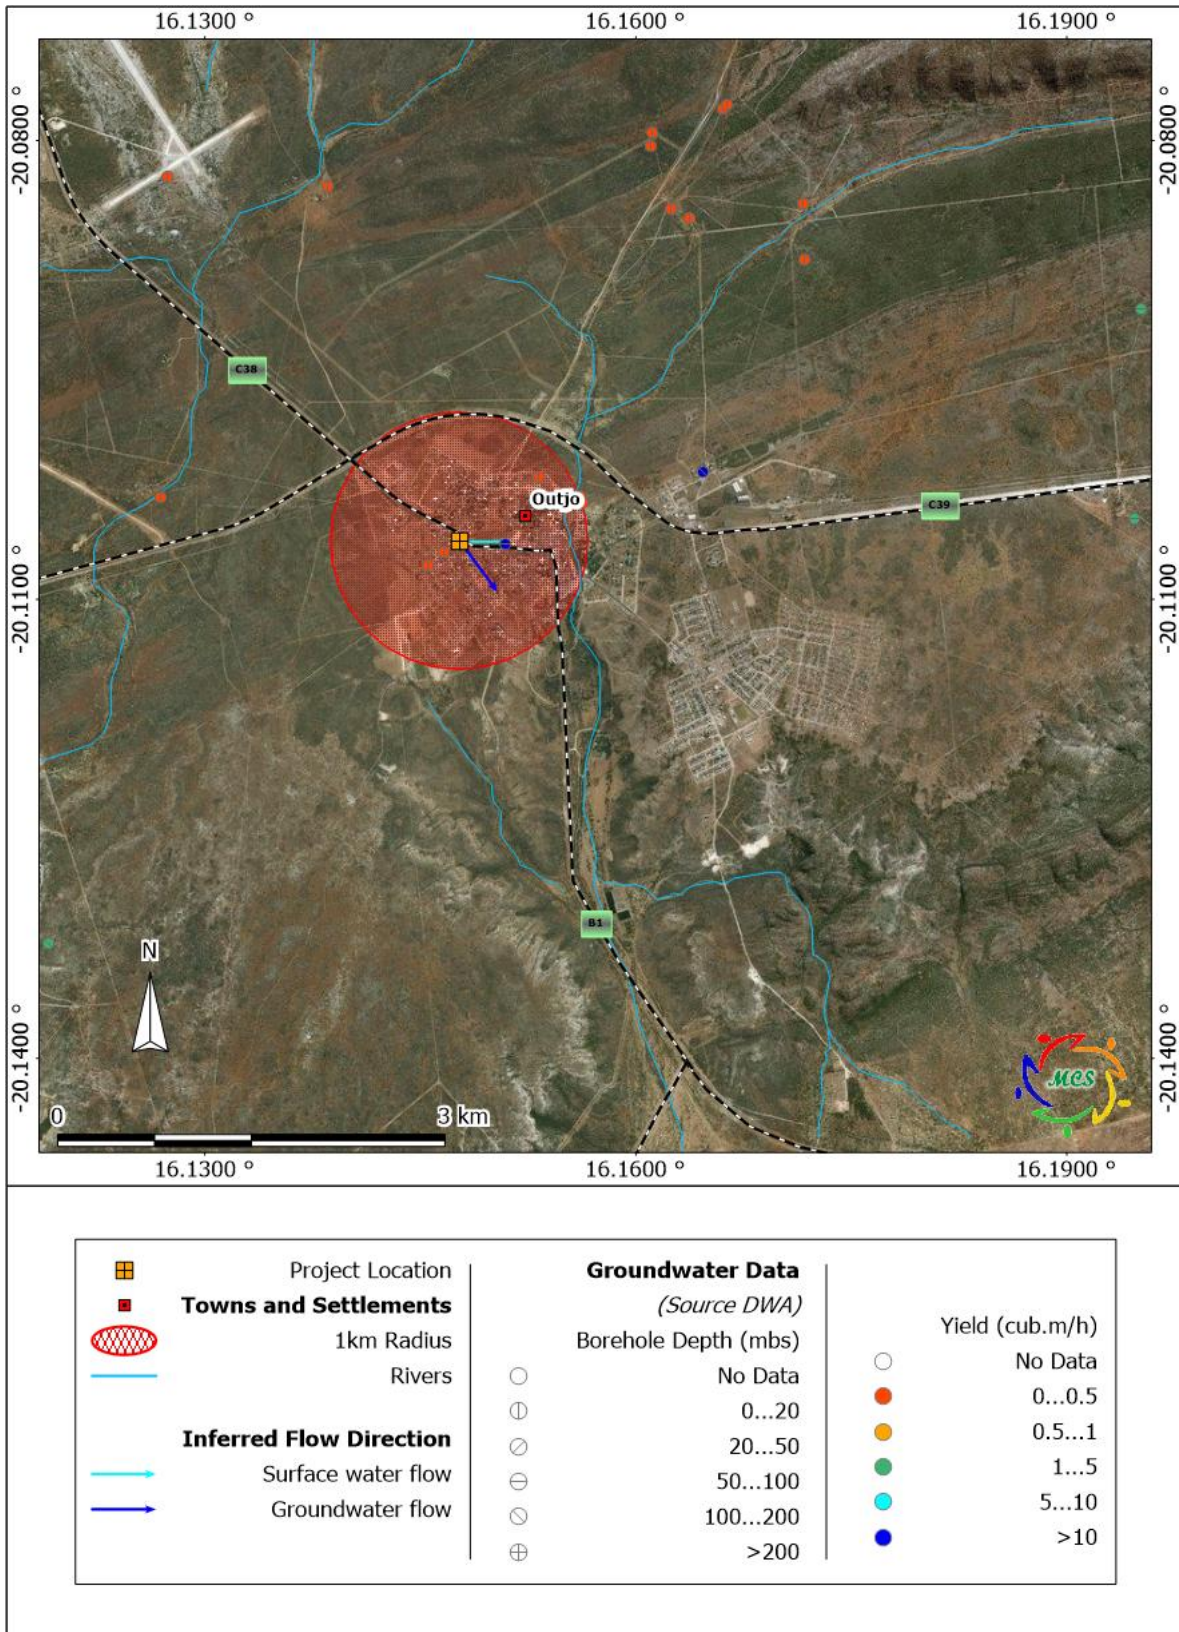 16.1300 °
16.1600 °
16.1900 °
-20.0800 °
-20.0800 °
C38
Outjo
C39
-20.1100 °
-20.1100 °
B1
N
MCS
-20.1400 °
-20.1400 °
0
3 km
16.1300 °
16.1600 °
16.1900 °
Project Location
Towns and Settlements
1km Radius
Rivers
Inferred Flow Direction
Surface water flow
Groundwater flow
Groundwater Data
(Source DWA)
Borehole Depth (mbs)
No Data
0...20
20...50
50...100
100...200
>200
Yield (cub.m/h)
No Data
0...0.5
0.5...1
1...5
5...10
>10